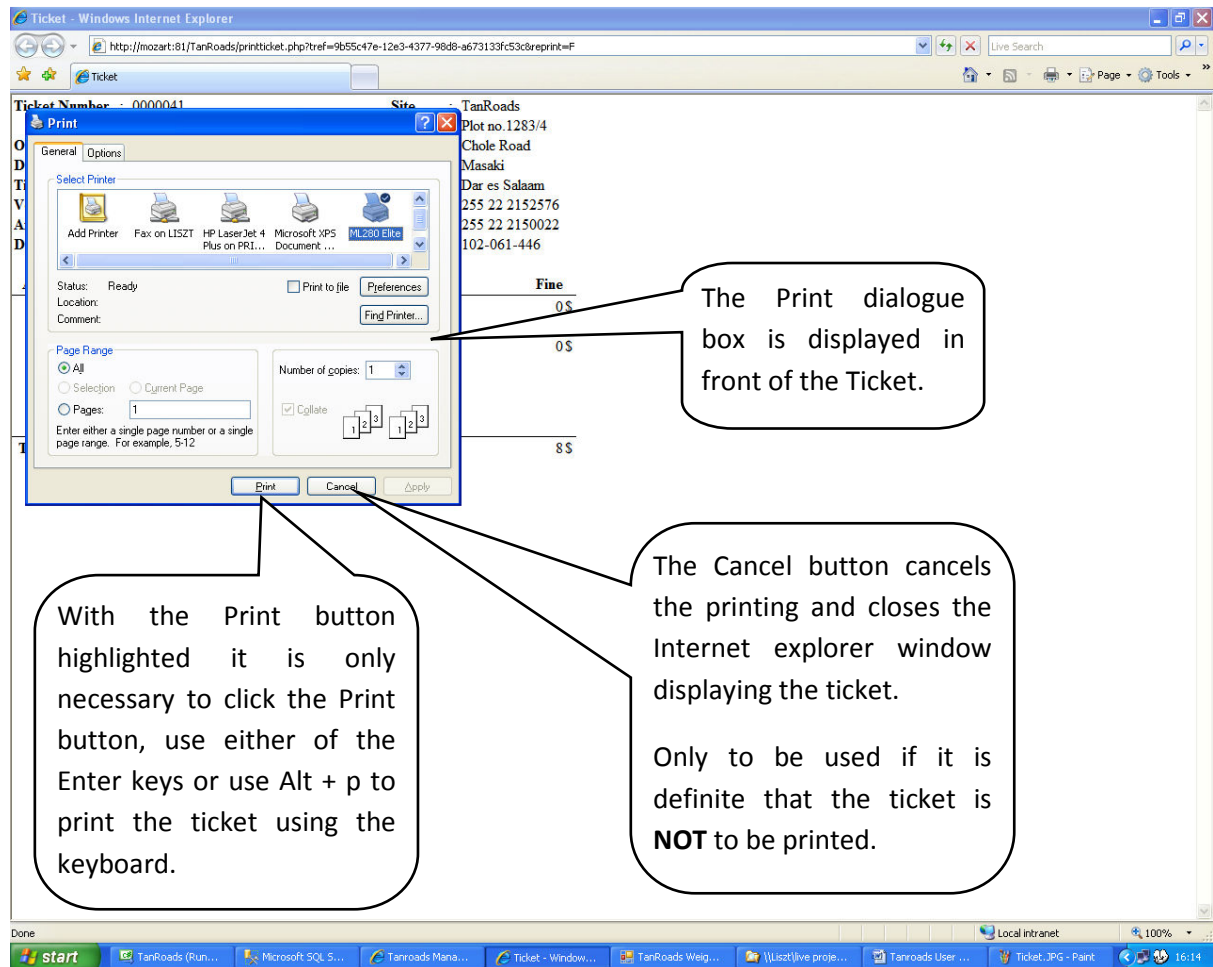 Ticket - Windows Internet Explorer
http://mozart:81/TanRoads/printticket.php?tref=9b55c47e-12e3-4377-98d8-a673133fc53c&reprint=F
Live Search
Ticket
Page
Tools
Ticket Number : 0000041
Site : TanRoads
Plot no.1283/4
Chole Road
Masaki
Dar es Salaam
255 22 2152576
255 22 2150022
102-061-446
Fine
0 $
0 $
8 $
Print
General
Options
Select Printer
Add Printer
Fax on LISZT
HP LaserJet 4
Plus on PRI...
Microsoft XPS
Document ...
ML280 Elite
Status: Ready
Location:
Comment:
Print to file
Preferences
Find Printer...
Page Range
All
Selection
Current Page
Pages: 1
Enter either a single page number or a single
page range. For example, 5-12
Number of copies: 1
Collate
1 2 3
1 2 3
Print
Cancel
Apply
The Print dialogue
box is displayed in
front of the Ticket.
With the Print button
highlighted it is only
necessary to click the Print
button, use either of the
Enter keys or use Alt + p to
print the ticket using the
keyboard.
The Cancel button cancels
the printing and closes the
Internet explorer window
displaying the ticket.
Only to be used if it is
definite that the ticket is
NOT to be printed.
Done
Local intranet
100%
start
TanRoads (Run...
Microsoft SQL S...
Tanroads Mana...
Ticket - Window...
TanRoads Weig...
\\Liszt\live proje...
Tanroads User ...
Ticket.JPG - Paint
16:14